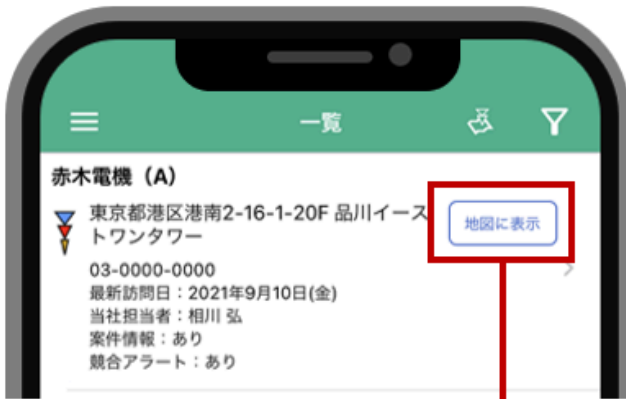 一覧
赤木電機（A）
東京都港区港南2-16-1-20F 品川イース
トワンタワー
地図に表示
03-0000-0000
最新訪問日：2021年9月10日(金)
当社担当者：相川 弘
案件情報：あり
競合アラート：あり